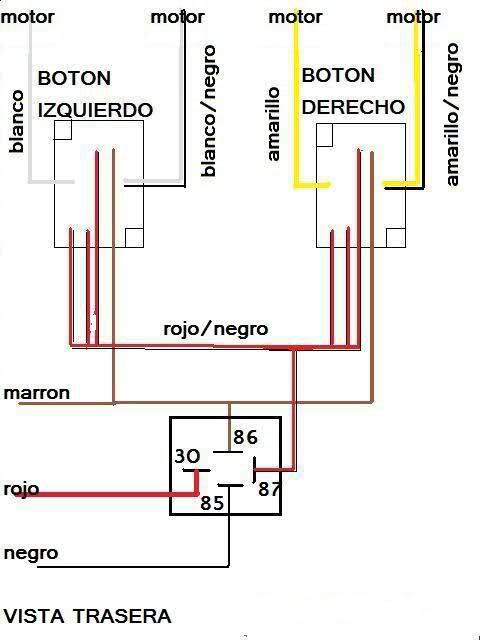 motor
motor
motor
motor
BOTON
IZQUIERDO
BOTON
DERECHO
blanco
blanco/negro
amarillo
amarillo/negro
rojo/negro
marron
86
30
87
85
rojo
negro
VISTA TRASERA